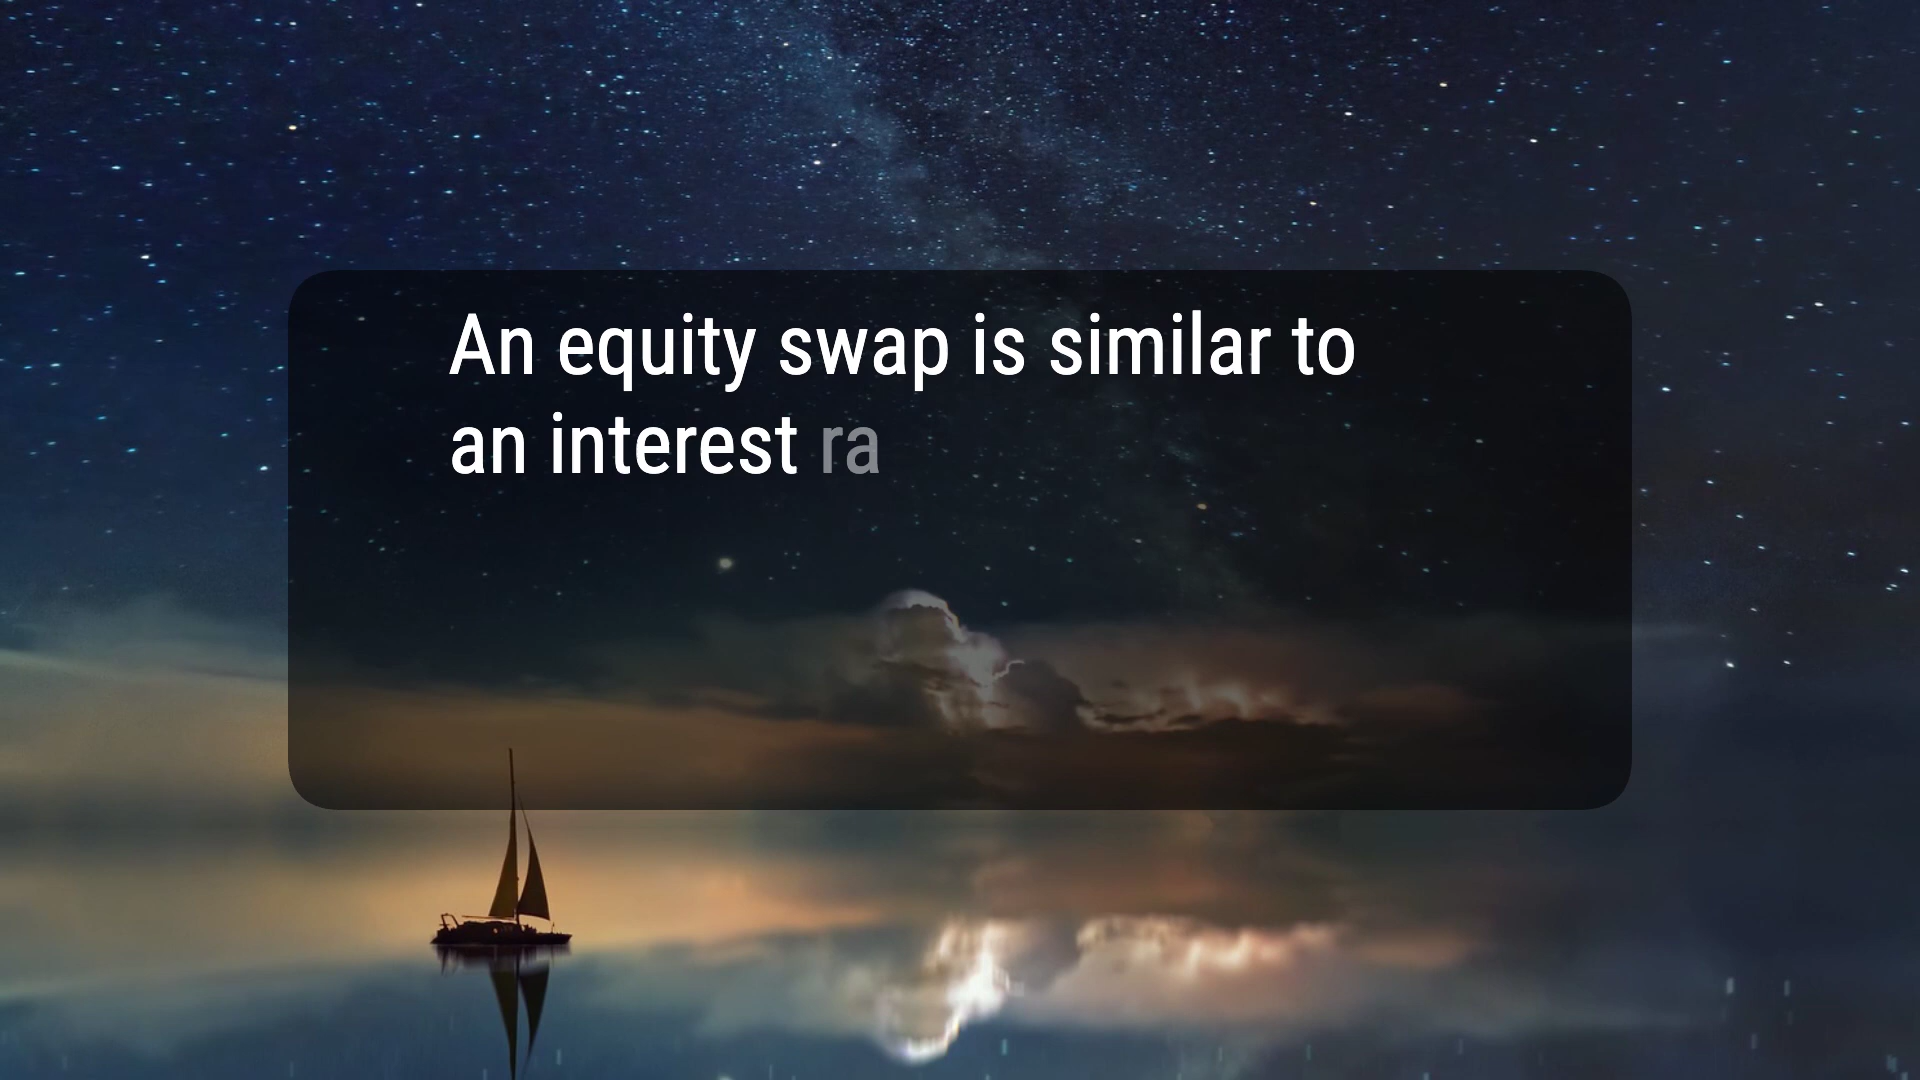 An equity swap is similar to
an interest ra